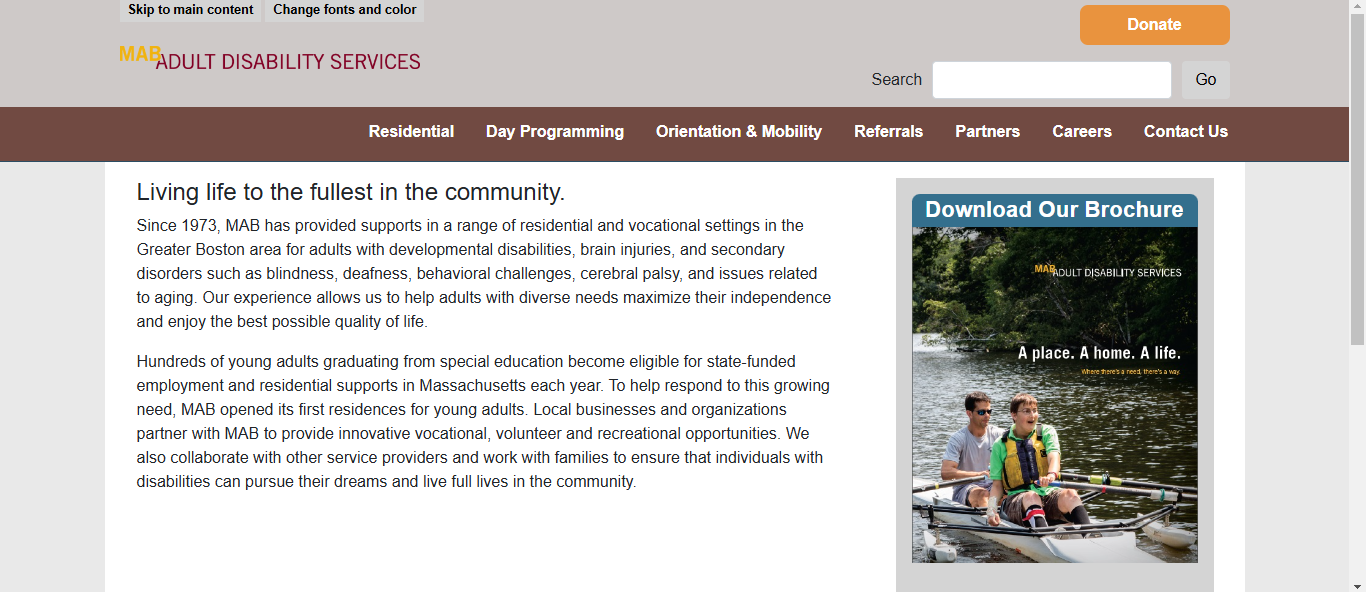 Skip to main content
Change fonts and color
Donate
MAB ADULT DISABILITY SERVICES
Search
Go
Residential
Day Programming
Orientation & Mobility
Referrals
Partners
Careers
Contact Us
Living life to the fullest in the community.
Since 1973, MAB has provided supports in a range of residential and vocational settings in the
Greater Boston area for adults with developmental disabilities, brain injuries, and secondary
disorders such as blindness, deafness, behavioral challenges, cerebral palsy, and issues related
to aging. Our experience allows us to help adults with diverse needs maximize their independence
and enjoy the best possible quality of life.
Hundreds of young adults graduating from special education become eligible for state-funded
employment and residential supports in Massachusetts each year. To help respond to this growing
need, MAB opened its first residences for young adults. Local businesses and organizations
partner with MAB to provide innovative vocational, volunteer and recreational opportunities. We
also collaborate with other service providers and work with families to ensure that individuals with
disabilities can pursue their dreams and live full lives in the community.
Download Our Brochure
MAB ADULT DISABILITY SERVICES
A place. A home. A life.
Where there's a need, there's a way.